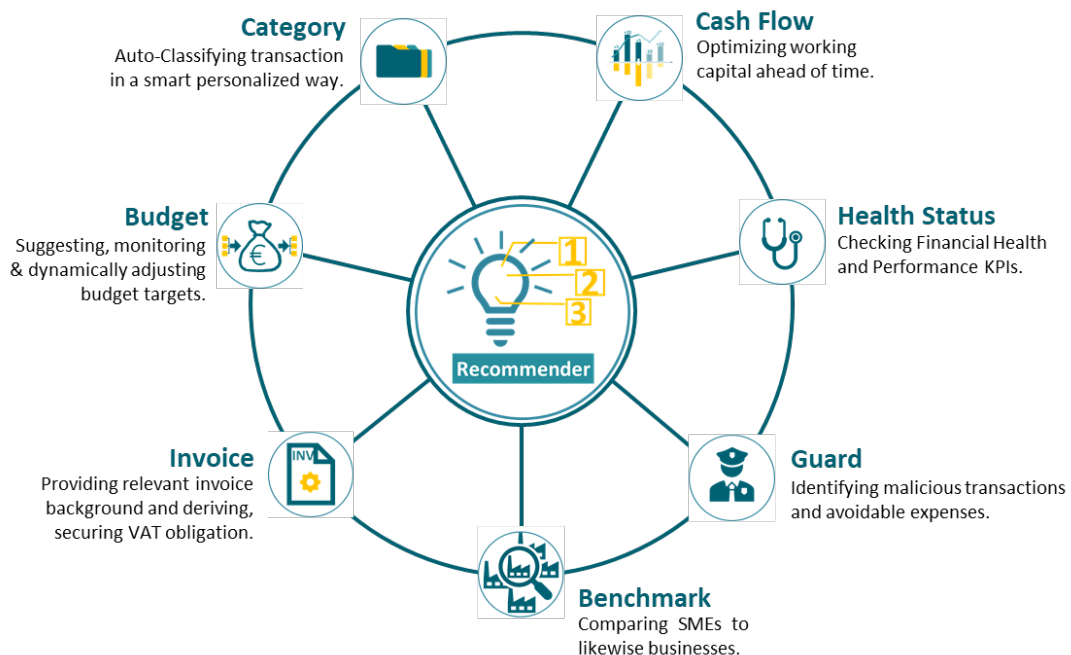 Category
Auto-Classifying transaction
in a smart personalized way.
Cash Flow
Optimizing working
capital ahead of time.
Budget
Suggesting, monitoring
& dynamically adjusting
budget targets.
€
1
2
3
Recommender
Health Status
Checking Financial Health
and Performance KPIs.
Invoice
Providing relevant invoice
background and deriving,
securing VAT obligation.
INV
Guard
Identifying malicious transactions
and avoidable expenses.
Benchmark
Comparing SMEs to
likewise businesses.